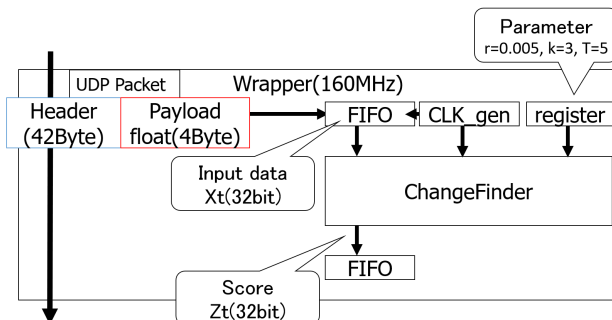 Parameter
r=0.005, k=3, T=5
UDP Packet
Wrapper(160MHz)
Header
(42Byte)
Payload
float(4Byte)
FIFO
CLK_gen
register
Input data
Xt(32bit)
ChangeFinder
FIFO
Score
Zt(32bit)